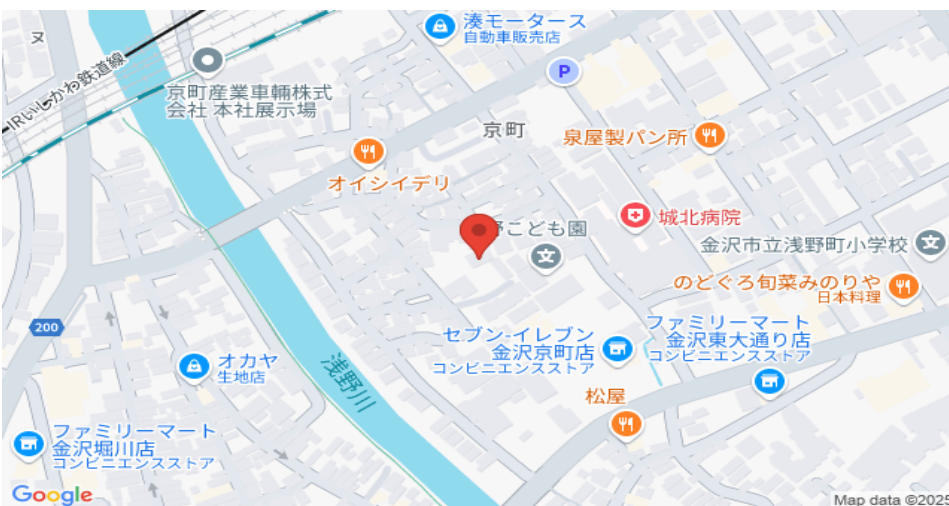 ヌ
IRいしかわ鉄道線
湊モータース
自動車販売店
京町産業車輛株式
会社 本社展示場
P
京町
泉屋製パン所
オイシイデリ
城北病院
野こども園
文
金沢市立浅野町小学校
文
のどぐろ旬菜みのりや
日本料理
200
セブン-イレブン
金沢京町店
コンビニエンスストア
ファミリーマート
金沢東大通り店
コンビニエンスストア
オカヤ
生地店
浅野川
松屋
ファミリーマート
金沢堀川店
コンビニエンスストア
Google
Map data ©2025